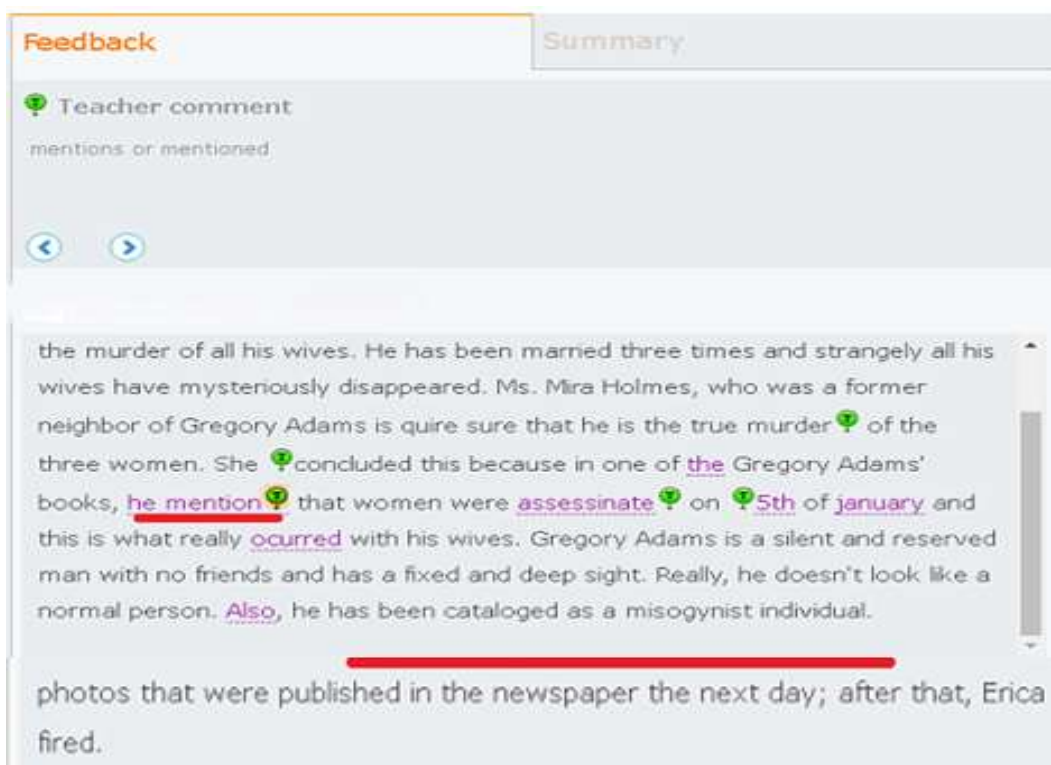 Feedback
Summary
Teacher comment
mentions or mentioned
the murder of all his wives. He has been married three times and strangely all his
wives have mysteriously disappeared. Ms. Mira Holmes, who was a former
neighbor of Gregory Adams is quire sure that he is the true murder of the
three women. She concluded this because in one of the Gregory Adams'
books, he mention that women were assessinate on 5th of january and
this is what really ocurred with his wives. Gregory Adams is a silent and reserved
man with no friends and has a fixed and deep sight. Really, he doesn't look like a
normal person. Also, he has been cataloged as a misogynist individual.
photos that were published in the newspaper the next day; after that, Erica
fired.